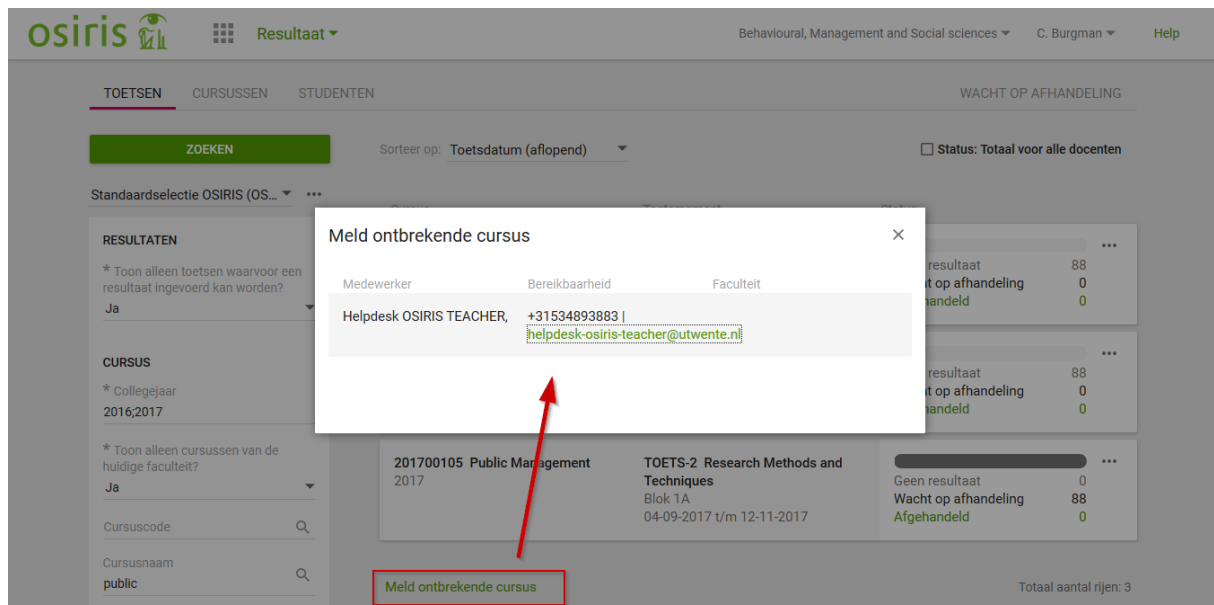 osiris
Resultaat
Behavioural, Management and Social sciences
C. Burgman
Help
TOETSEN
CURSUSSEN
STUDENTEN
WACHT OP AFHANDELING
ZOEKEN
Sorteer op: Toetsdatum (aflopend)
Status: Totaal voor alle docenten
Standaardselectie OSIRIS (OS...
RESULTATEN
* Toon alleen toetsen waarvoor een
resultaat ingevoerd kan worden?
Ja
CURSUS
* Collegejaar
2016;2017
* Toon alleen cursussen van de
huidige faculteit?
Ja
Cursuscode
Cursusnaam
public
Meld ontbrekende cursus
Medewerker
Bereikbaarheid
Faculteit
Helpdesk OSIRIS TEACHER,
+31534893883 |
helpdesk-osiris-teacher@utwente.nl
resultaat 88
op afhandeling 0
0
resultaat 88
op afhandeling 0
0
201700105 Public Management
2017
TOETS-2 Research Methods and
Techniques
Blok 1A
04-09-2017 t/m 12-11-2017
Geen resultaat 0
Wacht op afhandeling 88
Afgehandeld 0
Meld ontbrekende cursus
Totaal aantal rijen: 3